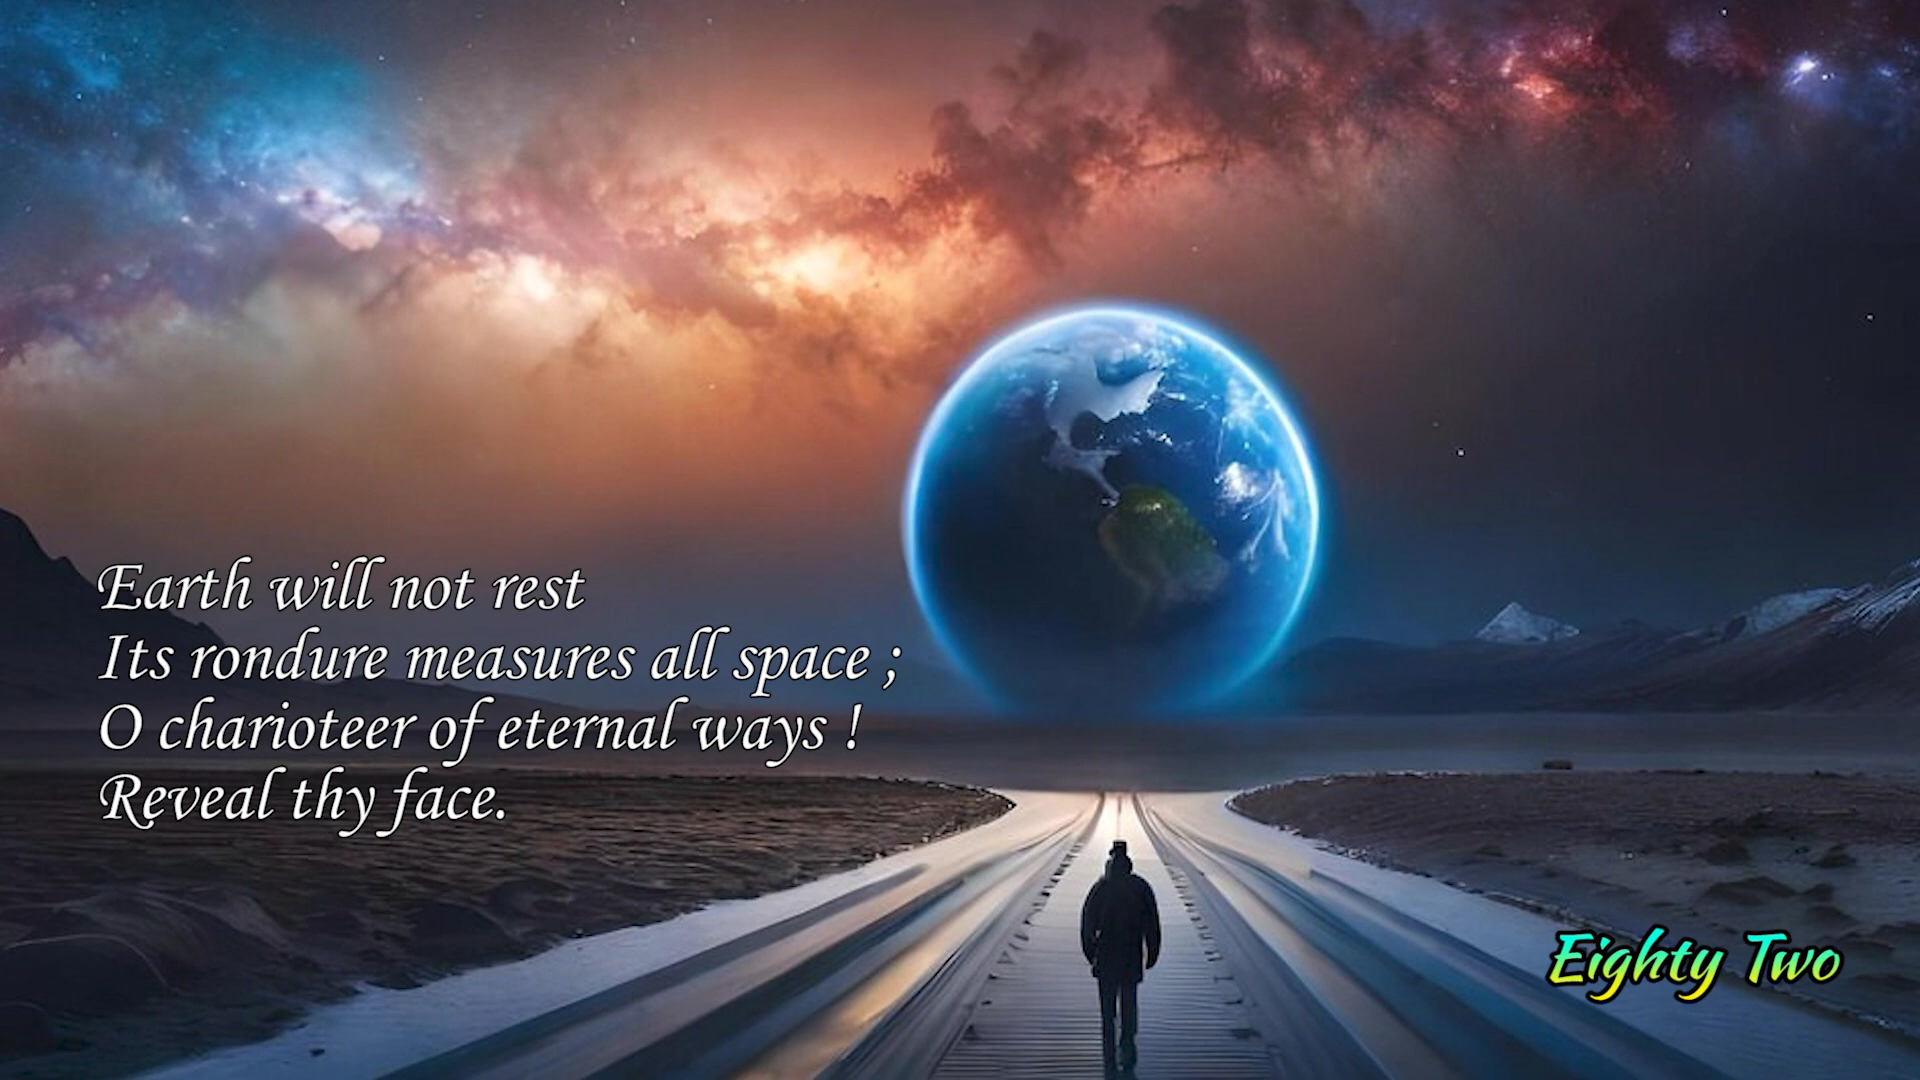 Earth will not rest
Its rondure measures all space ;
O charioteer of eternal ways !
Reveal thy face.
Eighty Two